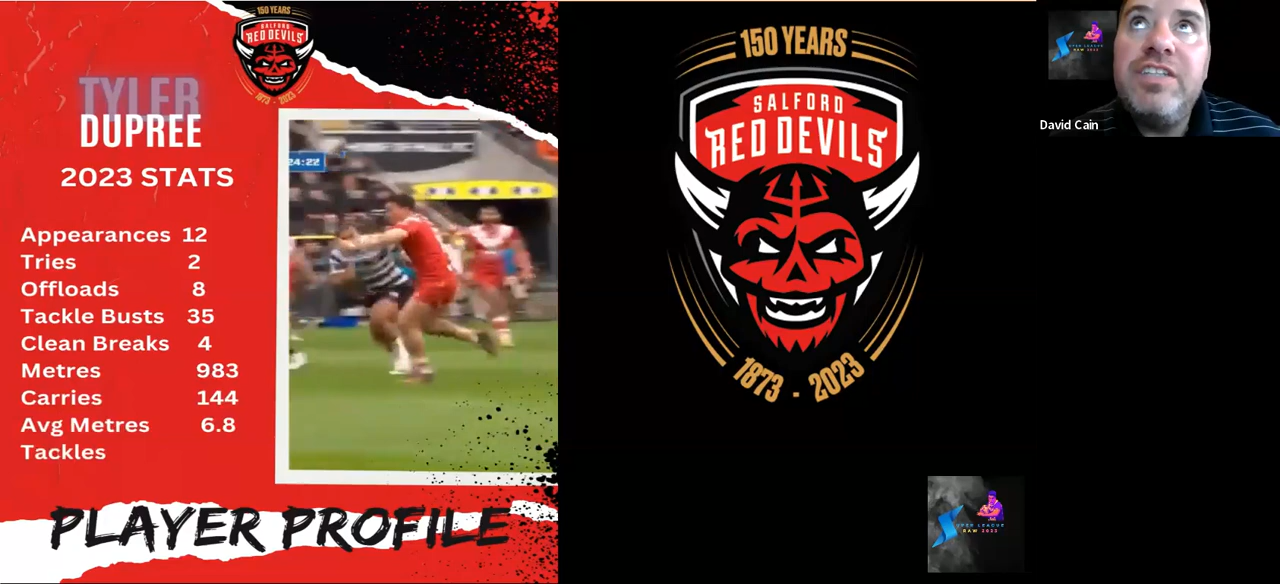 150 YEARS
SALFORD
RED DEVILS
1873 - 2023
TYLER
DUPREE
2023 STATS
24:22
Appearances 12
Tries 2
Offloads 8
Tackle Busts 35
Clean Breaks 4
Metres 983
Carries 144
Avg Metres 6.8
Tackles
PLAYER PROFILE
150 YEARS
SALFORD
RED DEVILS
1873 - 2023
David Cain
RAW 2022